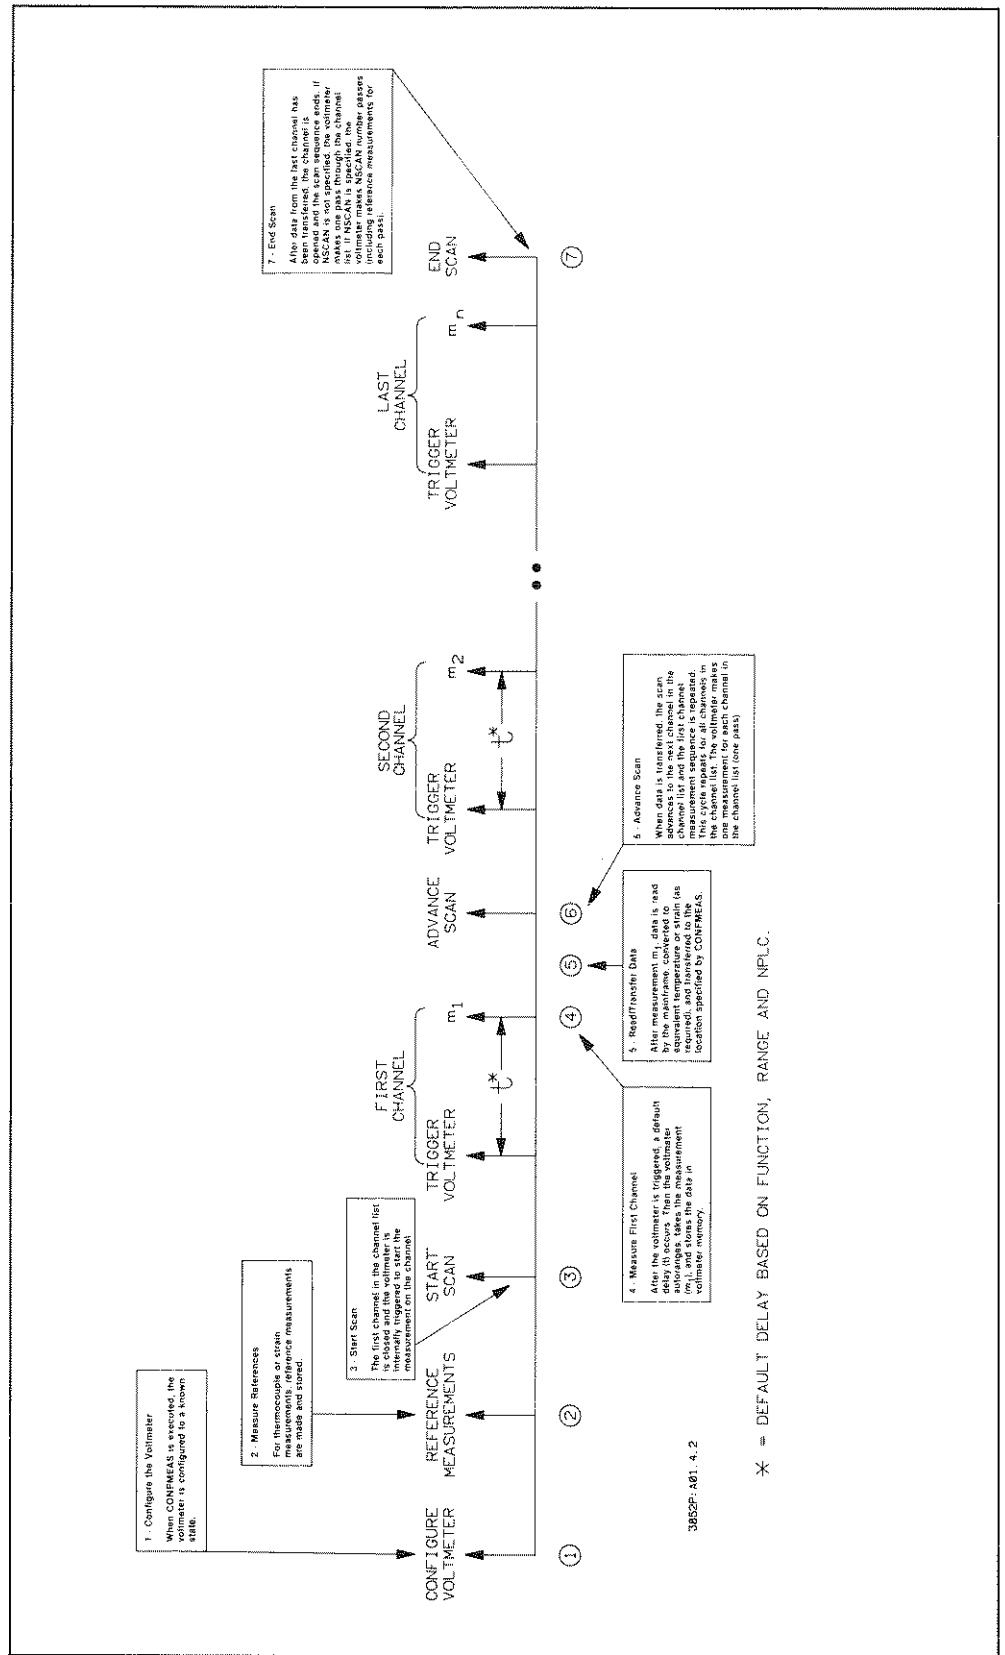 1 - Configure the Voltmeter
When CONFMEAS is executed, the
voltmeter is configured to a known
state.
2 - Measure References
For thermocouple or strain
measurements, reference measurements
are made and stored.
3 - Start Scan
The first channel in the channel list
is closed and the voltmeter is
internally triggered to start the
measurement on the channel
7 - End Scan
After data from the last channel has
been transferred, the channel is
opened and the scan sequence ends. If
NSCAN is not specified, the voltmeter
makes one pass through the channel
list. If NSCAN is specified, the
voltmeter makes NSCAN number passes
(including reference measurements for
each pass).
CONFIGURE
VOLTMETER
REFERENCE
MEASUREMENTS
START
SCAN
FIRST
CHANNEL
TRIGGER
VOLTMETER
m1
t*
ADVANCE
SCAN
SECOND
CHANNEL
TRIGGER
VOLTMETER
m2
t*
LAST
CHANNEL
TRIGGER
VOLTMETER
mn
END
SCAN
1
2
3
4
5
6
7
4 - Measure First Channel
After the voltmeter is triggered, a default
delay (t) occurs. Then the voltmeter
autoranges, takes the measurement
(m1), and stores the data in
voltmeter memory.
5 - Read/Transfer Data
After measurement m1, data is read
by the mainframe, converted to
equivalent temperature or strain (as
required), and transferred to the
location specified by CONFMEAS.
6 - Advance Scan
When data is transferred, the scan
advances to the next channel in the
channel list and the first channel
measurement sequence is repeated.
This cycle repeats for all channels in
the channel list. The voltmeter makes
one measurement for each channel in
the channel list (one pass)
3852P:A01.4.2
* = DEFAULT DELAY BASED ON FUNCTION, RANGE AND NPLC.